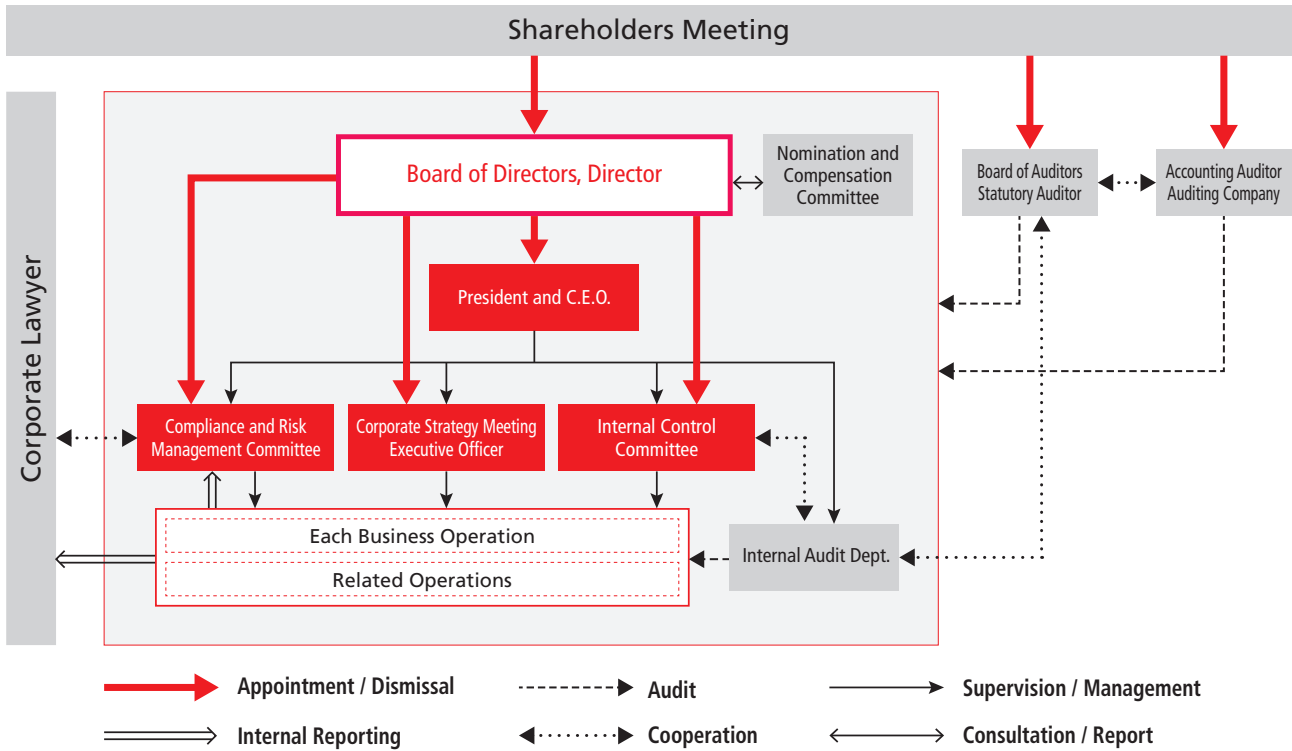 Shareholders Meeting
Corporate Lawyer
Board of Directors, Director
Nomination and
Compensation
Committee
Board of Auditors
Statutory Auditor
Accounting Auditor
Auditing Company
President and C.E.O.
Compliance and Risk
Management Committee
Corporate Strategy Meeting
Executive Officer
Internal Control
Committee
Each Business Operation
Related Operations
Internal Audit Dept.
Appointment / Dismissal
Audit
Supervision / Management
Internal Reporting
Cooperation
Consultation / Report